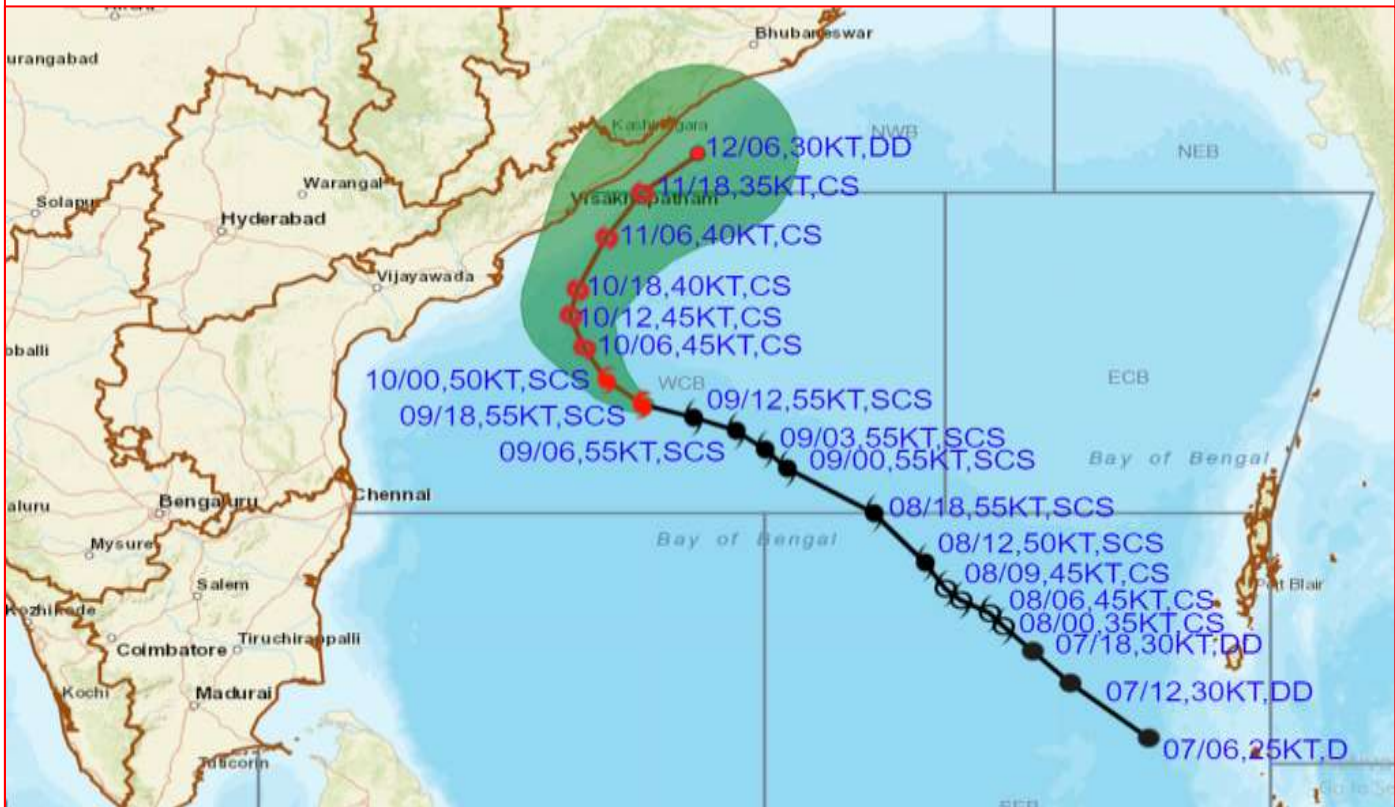 Bhubaneswar
urangabad
Kashinagara
NWB
12/06,30KT,DD
NEB
Warangal
11/18,35KT,CS
Solapu
Visakhapatnam
Hyderabad
11/06,40KT,CS
Vijayawada
10/18,40KT,CS
10/12,45KT,CS
oballi
10/06,45KT,CS
10/00,50KT,SCS
WCB
ECB
09/12,55KT,SCS
09/18,55KT,SCS
09/03,55KT,SCS
09/06,55KT,SCS
09/00,55KT,SCS
Bay of Bengal
Chennai
Bengaluru
aluru
08/18,55KT,SCS
Bay of Bengal
Mysure
08/12,50KT,SCS
08/09,45KT,CS
Salem
Port Blair
08/06,45KT,CS
Kozhikode
08/00,35KT,CS
Tiruchirappalli
07/18,30KT,DD
Coimbatore
Kochi
Madurai
07/12,30KT,DD
07/06,25KT,D
Tuticorin